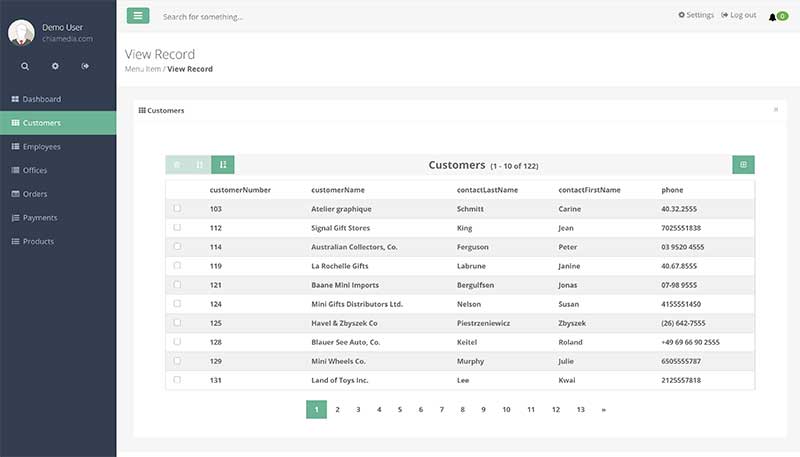 Demo User
chiamedia.com
Dashboard
Customers
Employees
Offices
Orders
Payments
Products
Search for something...
Settings Log out 0
View Record
Menu Item / View Record
Customers
Customers (1 - 10 of 122)
customerNumber customerName contactLastName contactFirstName phone
103 Atelier graphique Schmitt Carine 40.32.2555
112 Signal Gift Stores King Jean 7025551838
114 Australian Collectors, Co. Ferguson Peter 03 9520 4555
119 La Rochelle Gifts Labrune Janine 40.67.8555
121 Baane Mini Imports Bergulfsen Jonas 07-98 9555
124 Mini Gifts Distributors Ltd. Nelson Susan 4155551450
125 Havel & Zbyszek Co Piestrzeniewicz Zbyszek (26) 642-7555
128 Blauer See Auto, Co. Keitel Roland +49 69 66 90 2555
129 Mini Wheels Co. Murphy Julie 6505555787
131 Land of Toys Inc. Lee Kwai 2125557818
1 2 3 4 5 6 7 8 9 10 11 12 13 »